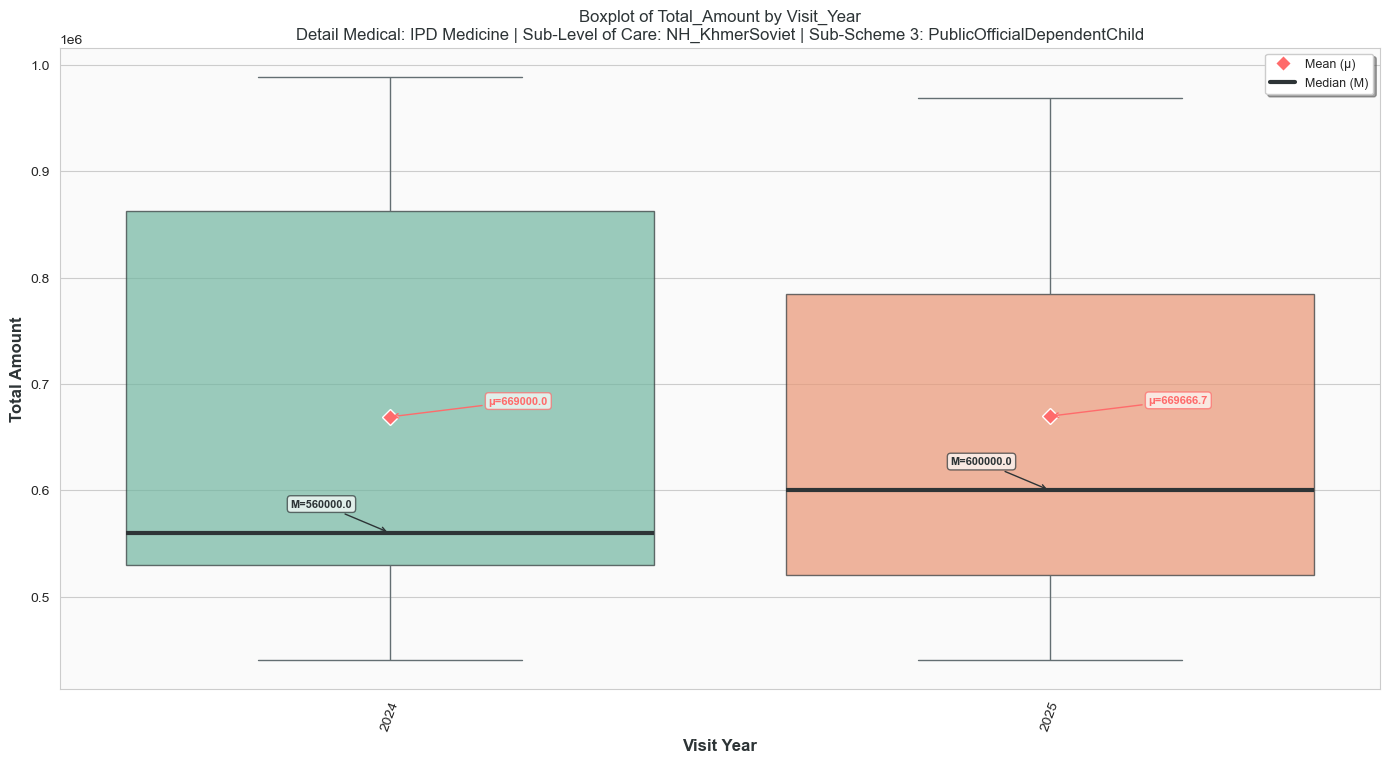 Boxplot of Total_Amount by Visit_Year
Detail Medical: IPD Medicine | Sub-Level of Care: NH_KhmerSoviet | Sub-Scheme 3: PublicOfficialDependentChild
1e6
1.0
0.9
0.8
0.7
0.6
0.5
Total Amount
Mean (μ)
Median (M)
μ=669000.0
M=560000.0
μ=669666.7
M=600000.0
2024
2025
Visit Year